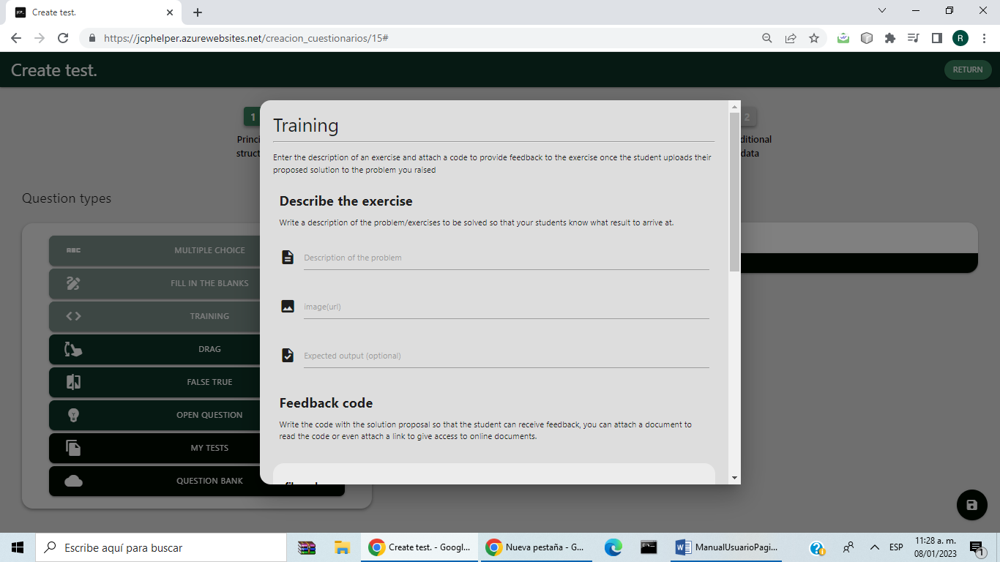 Create test.
https://jcphelper.azurewebsites.net/creacion_cuestionarios/15#
R
Create test.
RETURN
1
2
Training
Enter the description of an exercise and attach a code to provide feedback to the exercise once the student uploads their
proposed solution to the problem you raised
Describe the exercise
Write a description of the problem/exercises to be solved so that your students know what result to arrive at.
Description of the problem
image(url)
Expected output (optional)
Feedback code
Write the code with the solution proposal so that the student can receive feedback, you can attach a document to
read the code or even attach a link to give access to online documents.
Princi
struct
ditional
data
Question types
ABC
MULTIPLE CHOICE
FILL IN THE BLANKS
TRAINING
DRAG
FALSE TRUE
OPEN QUESTION
MY TESTS
QUESTION BANK
Escribe aquí para buscar
Create test. - Googl...
Nueva pestaña - G...
ManualUsuarioPagi...
ESP
11:28 a. m.
08/01/2023
1